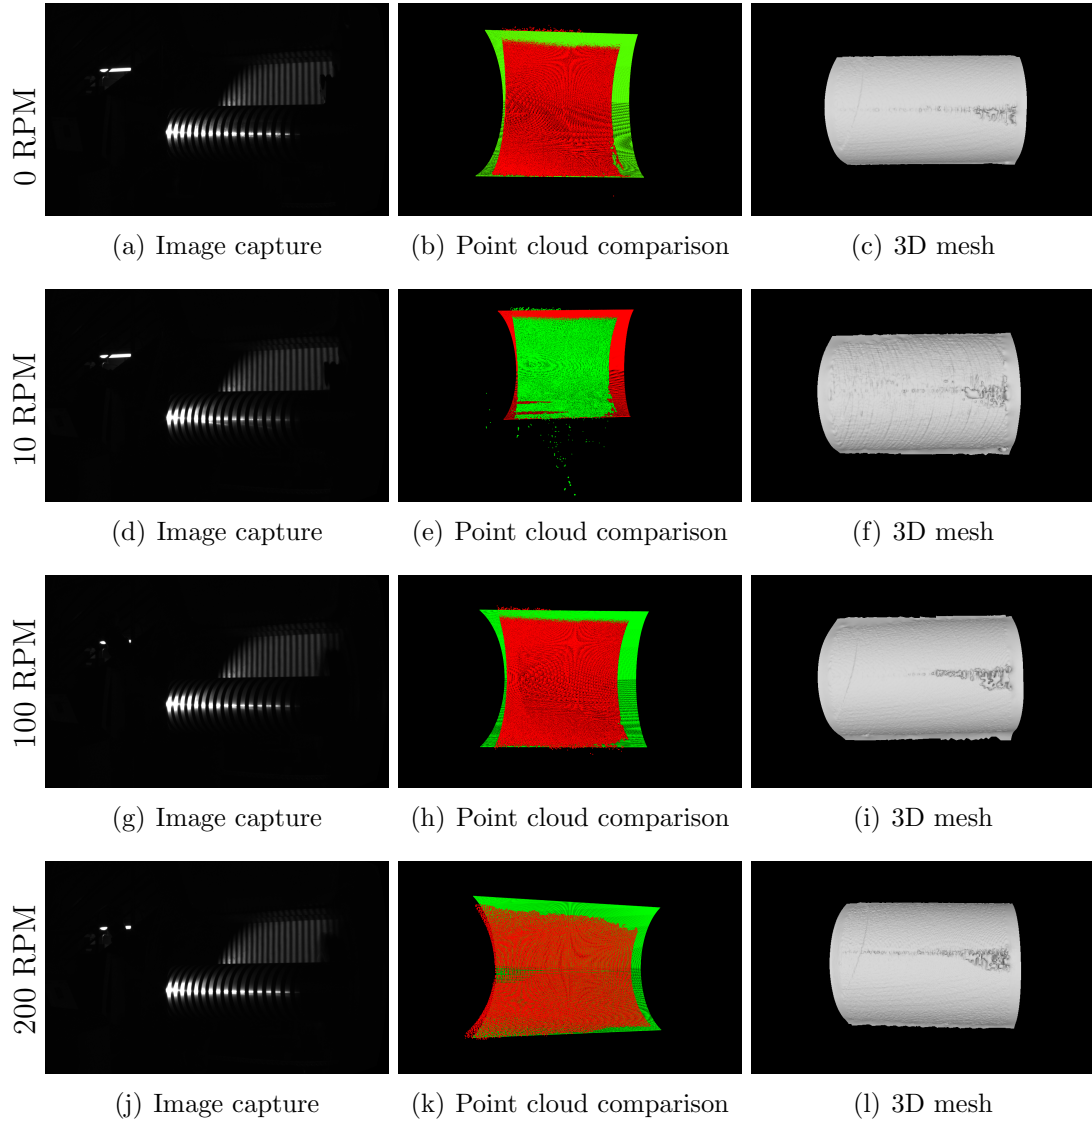 0 RPM
(a) Image capture
(b) Point cloud comparison
(c) 3D mesh
10 RPM
(d) Image capture
(e) Point cloud comparison
(f) 3D mesh
100 RPM
(g) Image capture
(h) Point cloud comparison
(i) 3D mesh
200 RPM
(j) Image capture
(k) Point cloud comparison
(l) 3D mesh